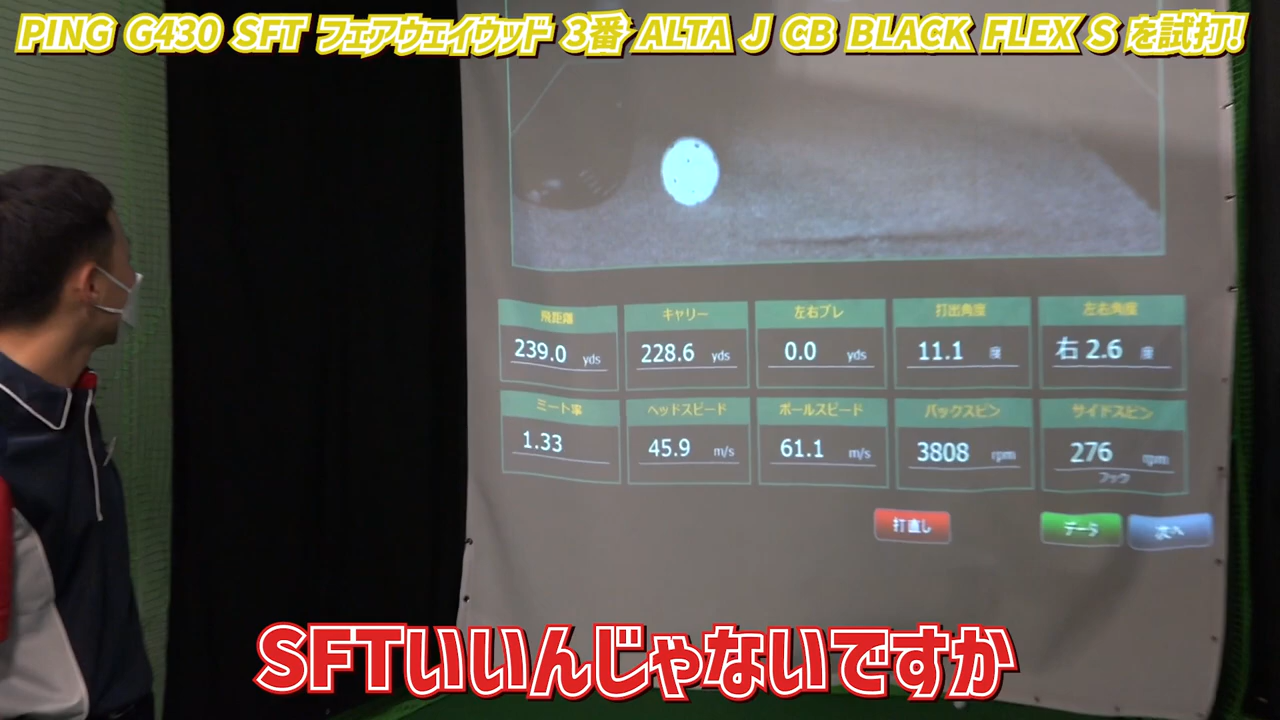 PING G430 SFT フェアウェイウッド 3番 ALTA J CB BLACK FLEX S を試打!
飛距離 キャリー 左右ブレ 打出角度 左右角度
239.0 yds 228.6 yds 0.0 yds 11.1 度 右 2.6 度
ミート率 ヘッドスピード ボールスピード バックスピン サイドスピン
1.33 45.9 m/s 61.1 m/s 3808 rpm 276 rpm
フック
打直し データ 次へ
SFTいいんじゃないですか